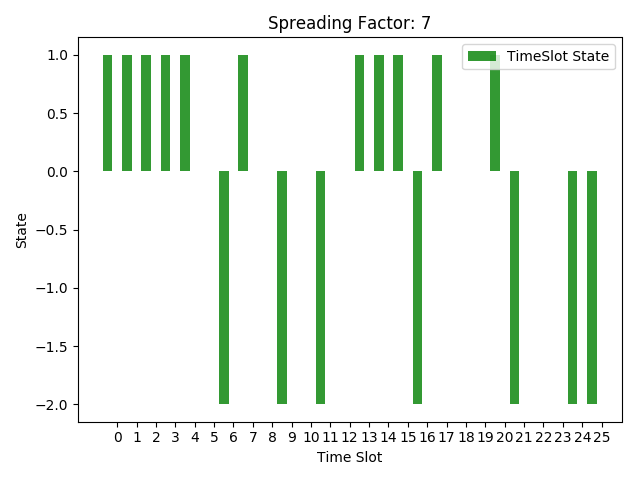 Spreading Factor: 7
TimeSlot State
1.0
0.5
0.0
−0.5
−1.0
−1.5
−2.0
State
0 1 2 3 4 5 6 7 8 9 10 11 12 13 14 15 16 17 18 19 20 21 22 23 24 25
Time Slot